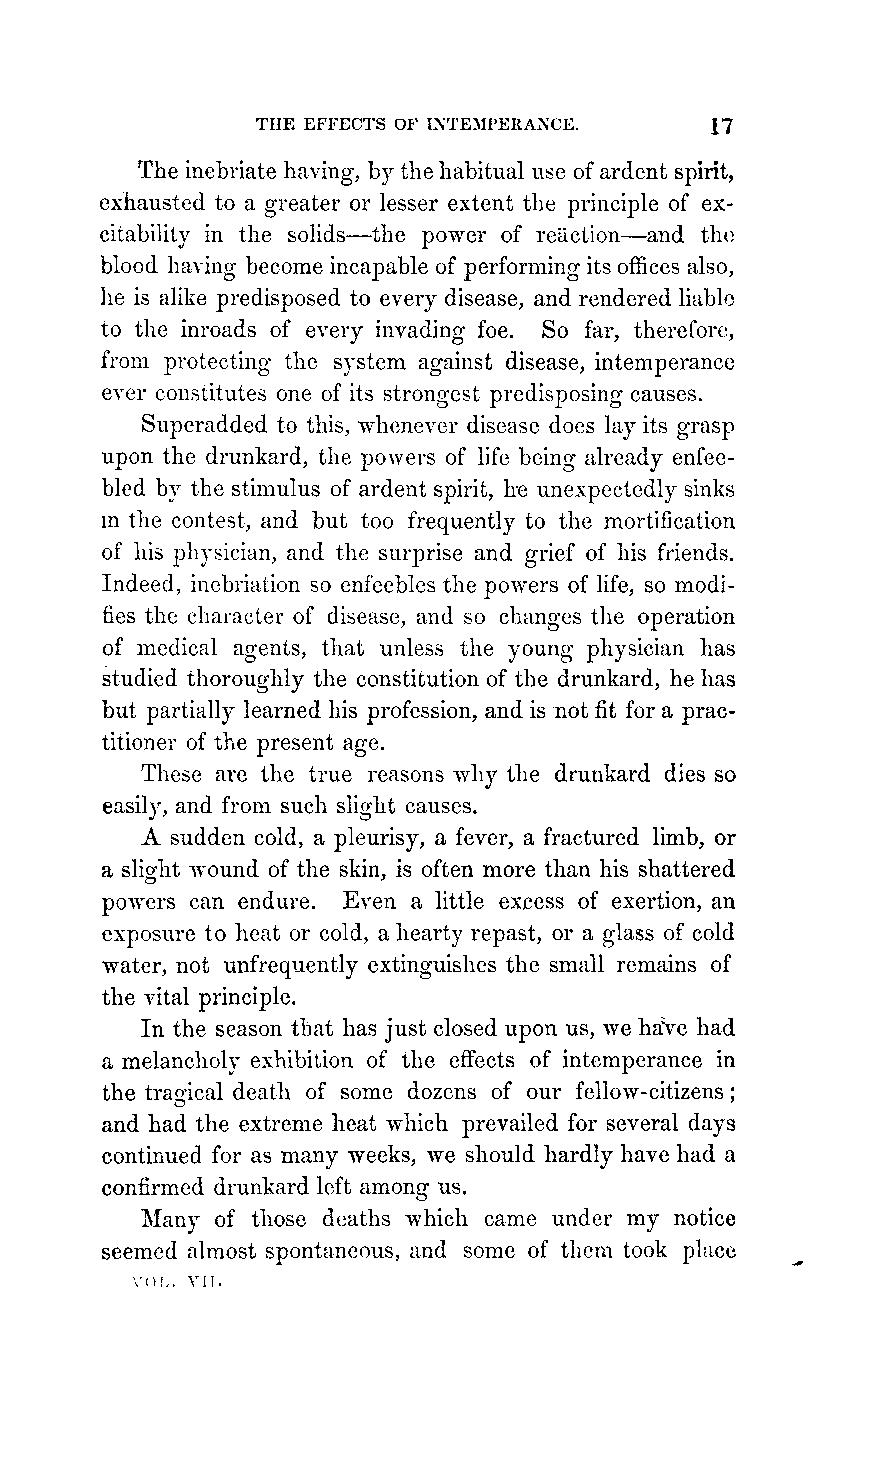 THE EFFECTS OF INTEMPERANCE. 17
The inebriate having, by the habitual use of ardent spirit,
exhausted to a greater or lesser extent the principle of ex-
citability in the solids—the power of reäction—and the
blood having become incapable of performing its offices also,
he is alike predisposed to every disease, and rendered liable
to the inroads of every invading foe. So far, therefore,
from protecting the system against disease, intemperance
ever constitutes one of its strongest predisposing causes.
Superadded to this, whenever disease does lay its grasp
upon the drunkard, the powers of life being already enfee-
bled by the stimulus of ardent spirit, he unexpectedly sinks
in the contest, and but too frequently to the mortification
of his physician, and the surprise and grief of his friends.
Indeed, inebriation so enfeebles the powers of life, so modi-
fies the character of disease, and so changes the operation
of medical agents, that unless the young physician has
studied thoroughly the constitution of the drunkard, he has
but partially learned his profession, and is not fit for a prac-
titioner of the present age.
These are the true reasons why the drunkard dies so
easily, and from such slight causes.
A sudden cold, a pleurisy, a fever, a fractured limb, or
a slight wound of the skin, is often more than his shattered
powers can endure. Even a little excess of exertion, an
exposure to heat or cold, a hearty repast, or a glass of cold
water, not unfrequently extinguishes the small remains of
the vital principle.
In the season that has just closed upon us, we have had
a melancholy exhibition of the effects of intemperance in
the tragical death of some dozens of our fellow-citizens;
and had the extreme heat which prevailed for several days
continued for as many weeks, we should hardly have had a
confirmed drunkard left among us.
Many of those deaths which came under my notice
seemed almost spontaneous, and some of them took place
VOL. VII.